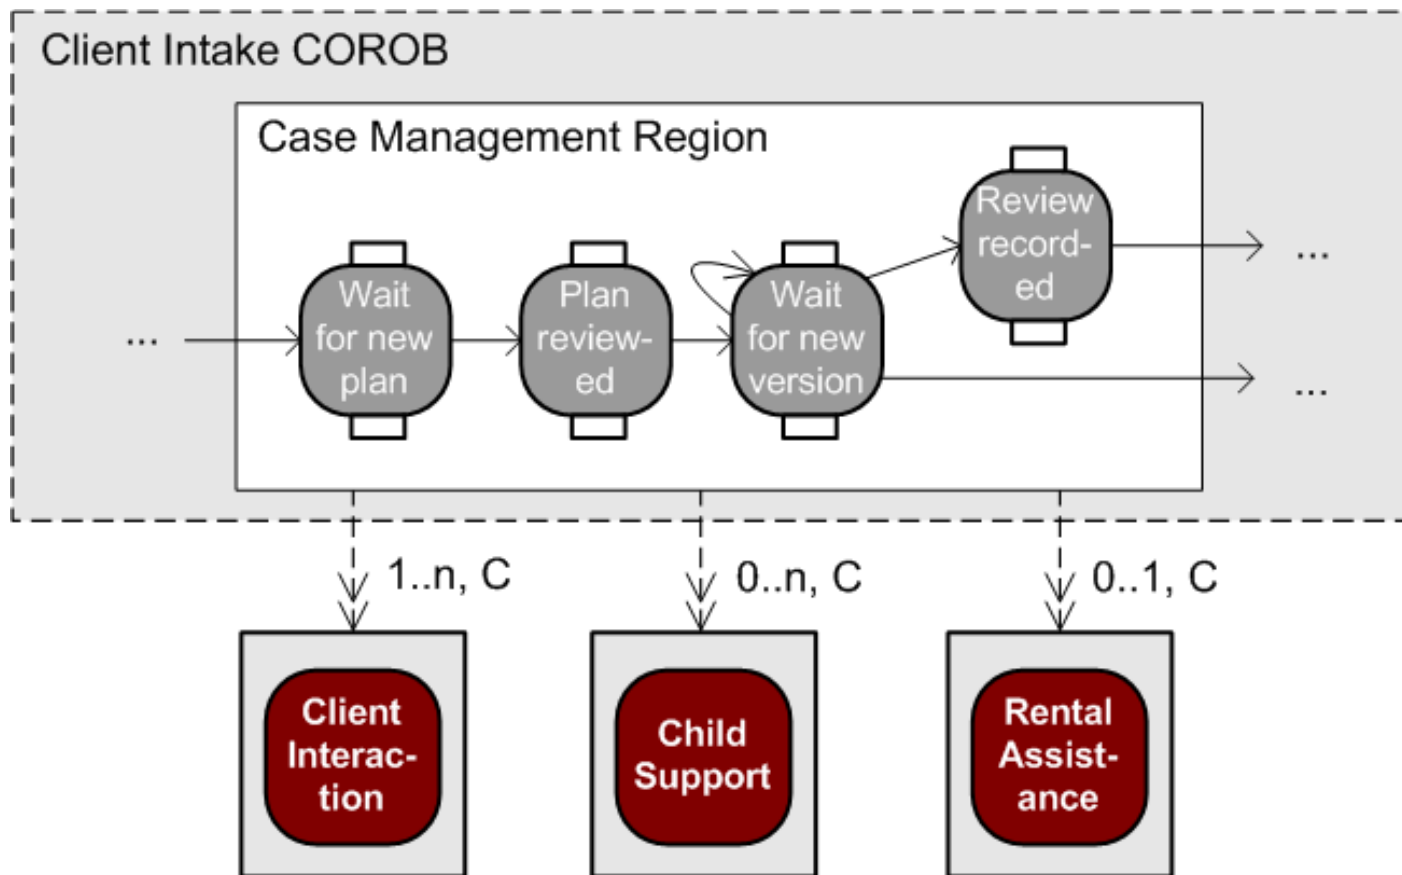 Client Intake COROB
Case Management Region
Review
record-
ed
...
Wait
for new
plan
Plan
review-
ed
Wait
for new
version
...
...
1..n, C
0..n, C
0..1, C
Client
Interac-
tion
Child
Support
Rental
Assist-
ance